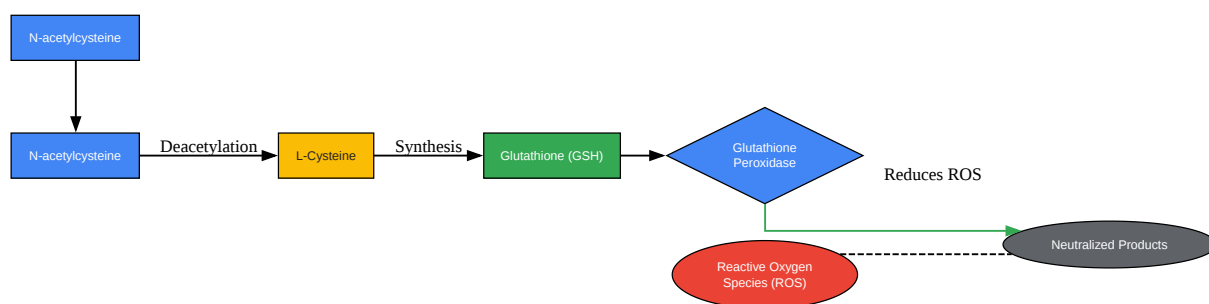 N-acetylcysteine
N-acetylcysteine
Deacetylation
L-Cysteine
Synthesis
Glutathione (GSH)
Glutathione
Peroxidase
Reduces ROS
Neutralized Products
Reactive Oxygen
Species (ROS)